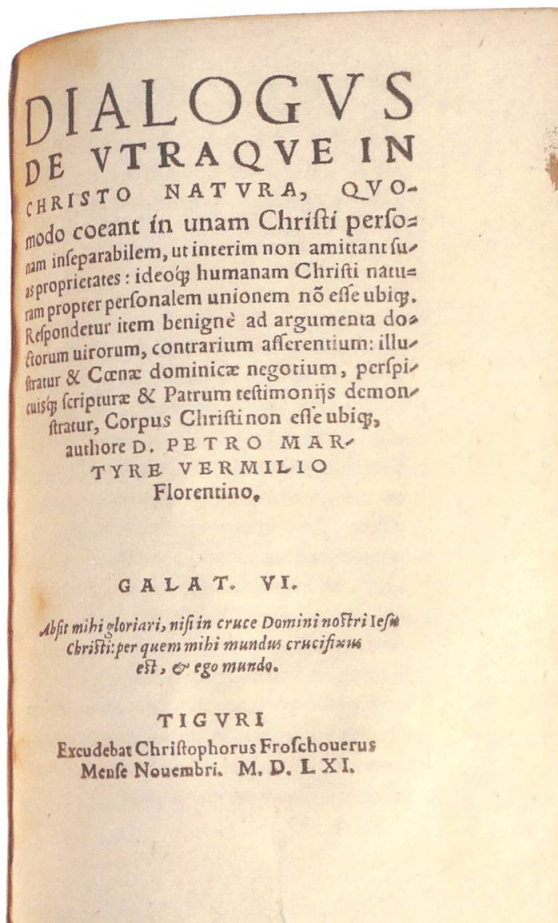 DIALOGVS
DE VTRAQVE IN
CHRISTO NATVRA, QVO-
modo coeant in unam Christi perso=
nam inseparabilem, ut interim non amittant su-
as proprietates: ideoq́; humanam Christi natu=
ram propter personalem unionem nõ esse ubiq;.
Respondetur item benignè ad argumenta do=
ctorum uirorum, contrarium asserentium: illu-
stratur & Cœnæ dominicæ negotium, perspi-
cuisq́; scripturæ & Patrum testimonijs demon-
stratur, Corpus Christi non esse ubiq;,
authore D. PETRO MAR-
TYRE VERMILIO
Florentino.
GALAT. VI.
Absit mihi gloriari, nisi in cruce Domini nostri Iesu
Christi: per quem mihi mundus crucifixus
est, & ego mundo.
TIGVRI
Excudebat Christophorus Froschouerus
Mense Nouembri. M. D. LXI.